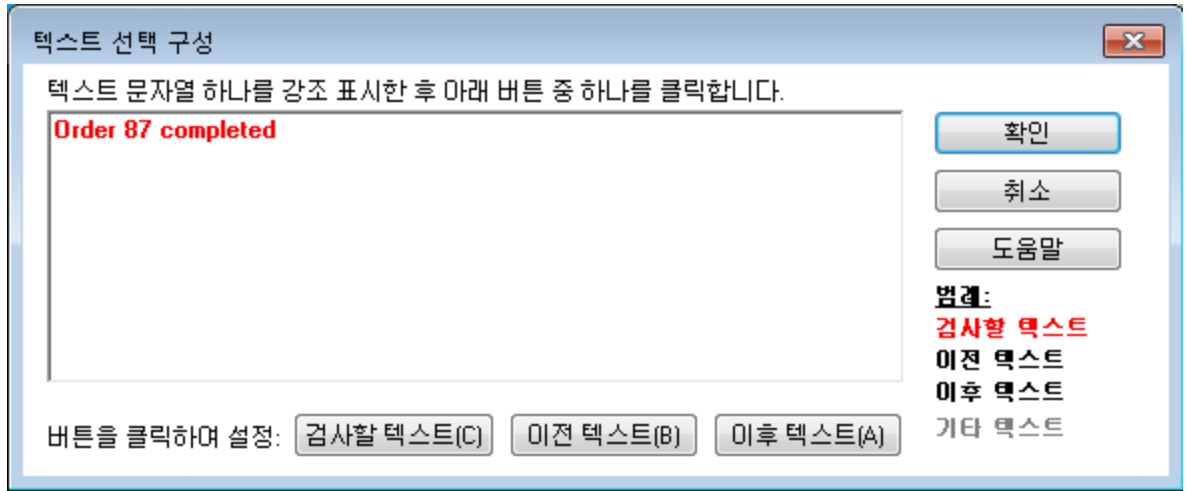 텍스트 선택 구성
텍스트 문자열 하나를 강조 표시한 후 아래 버튼 중 하나를 클릭합니다.
Order 87 completed
확인
취소
도움말
범례:
검사할 텍스트
이전 텍스트
이후 텍스트
기타 텍스트
버튼을 클릭하여 설정: 검사할 텍스트(C) 이전 텍스트(B) 이후 텍스트(A)